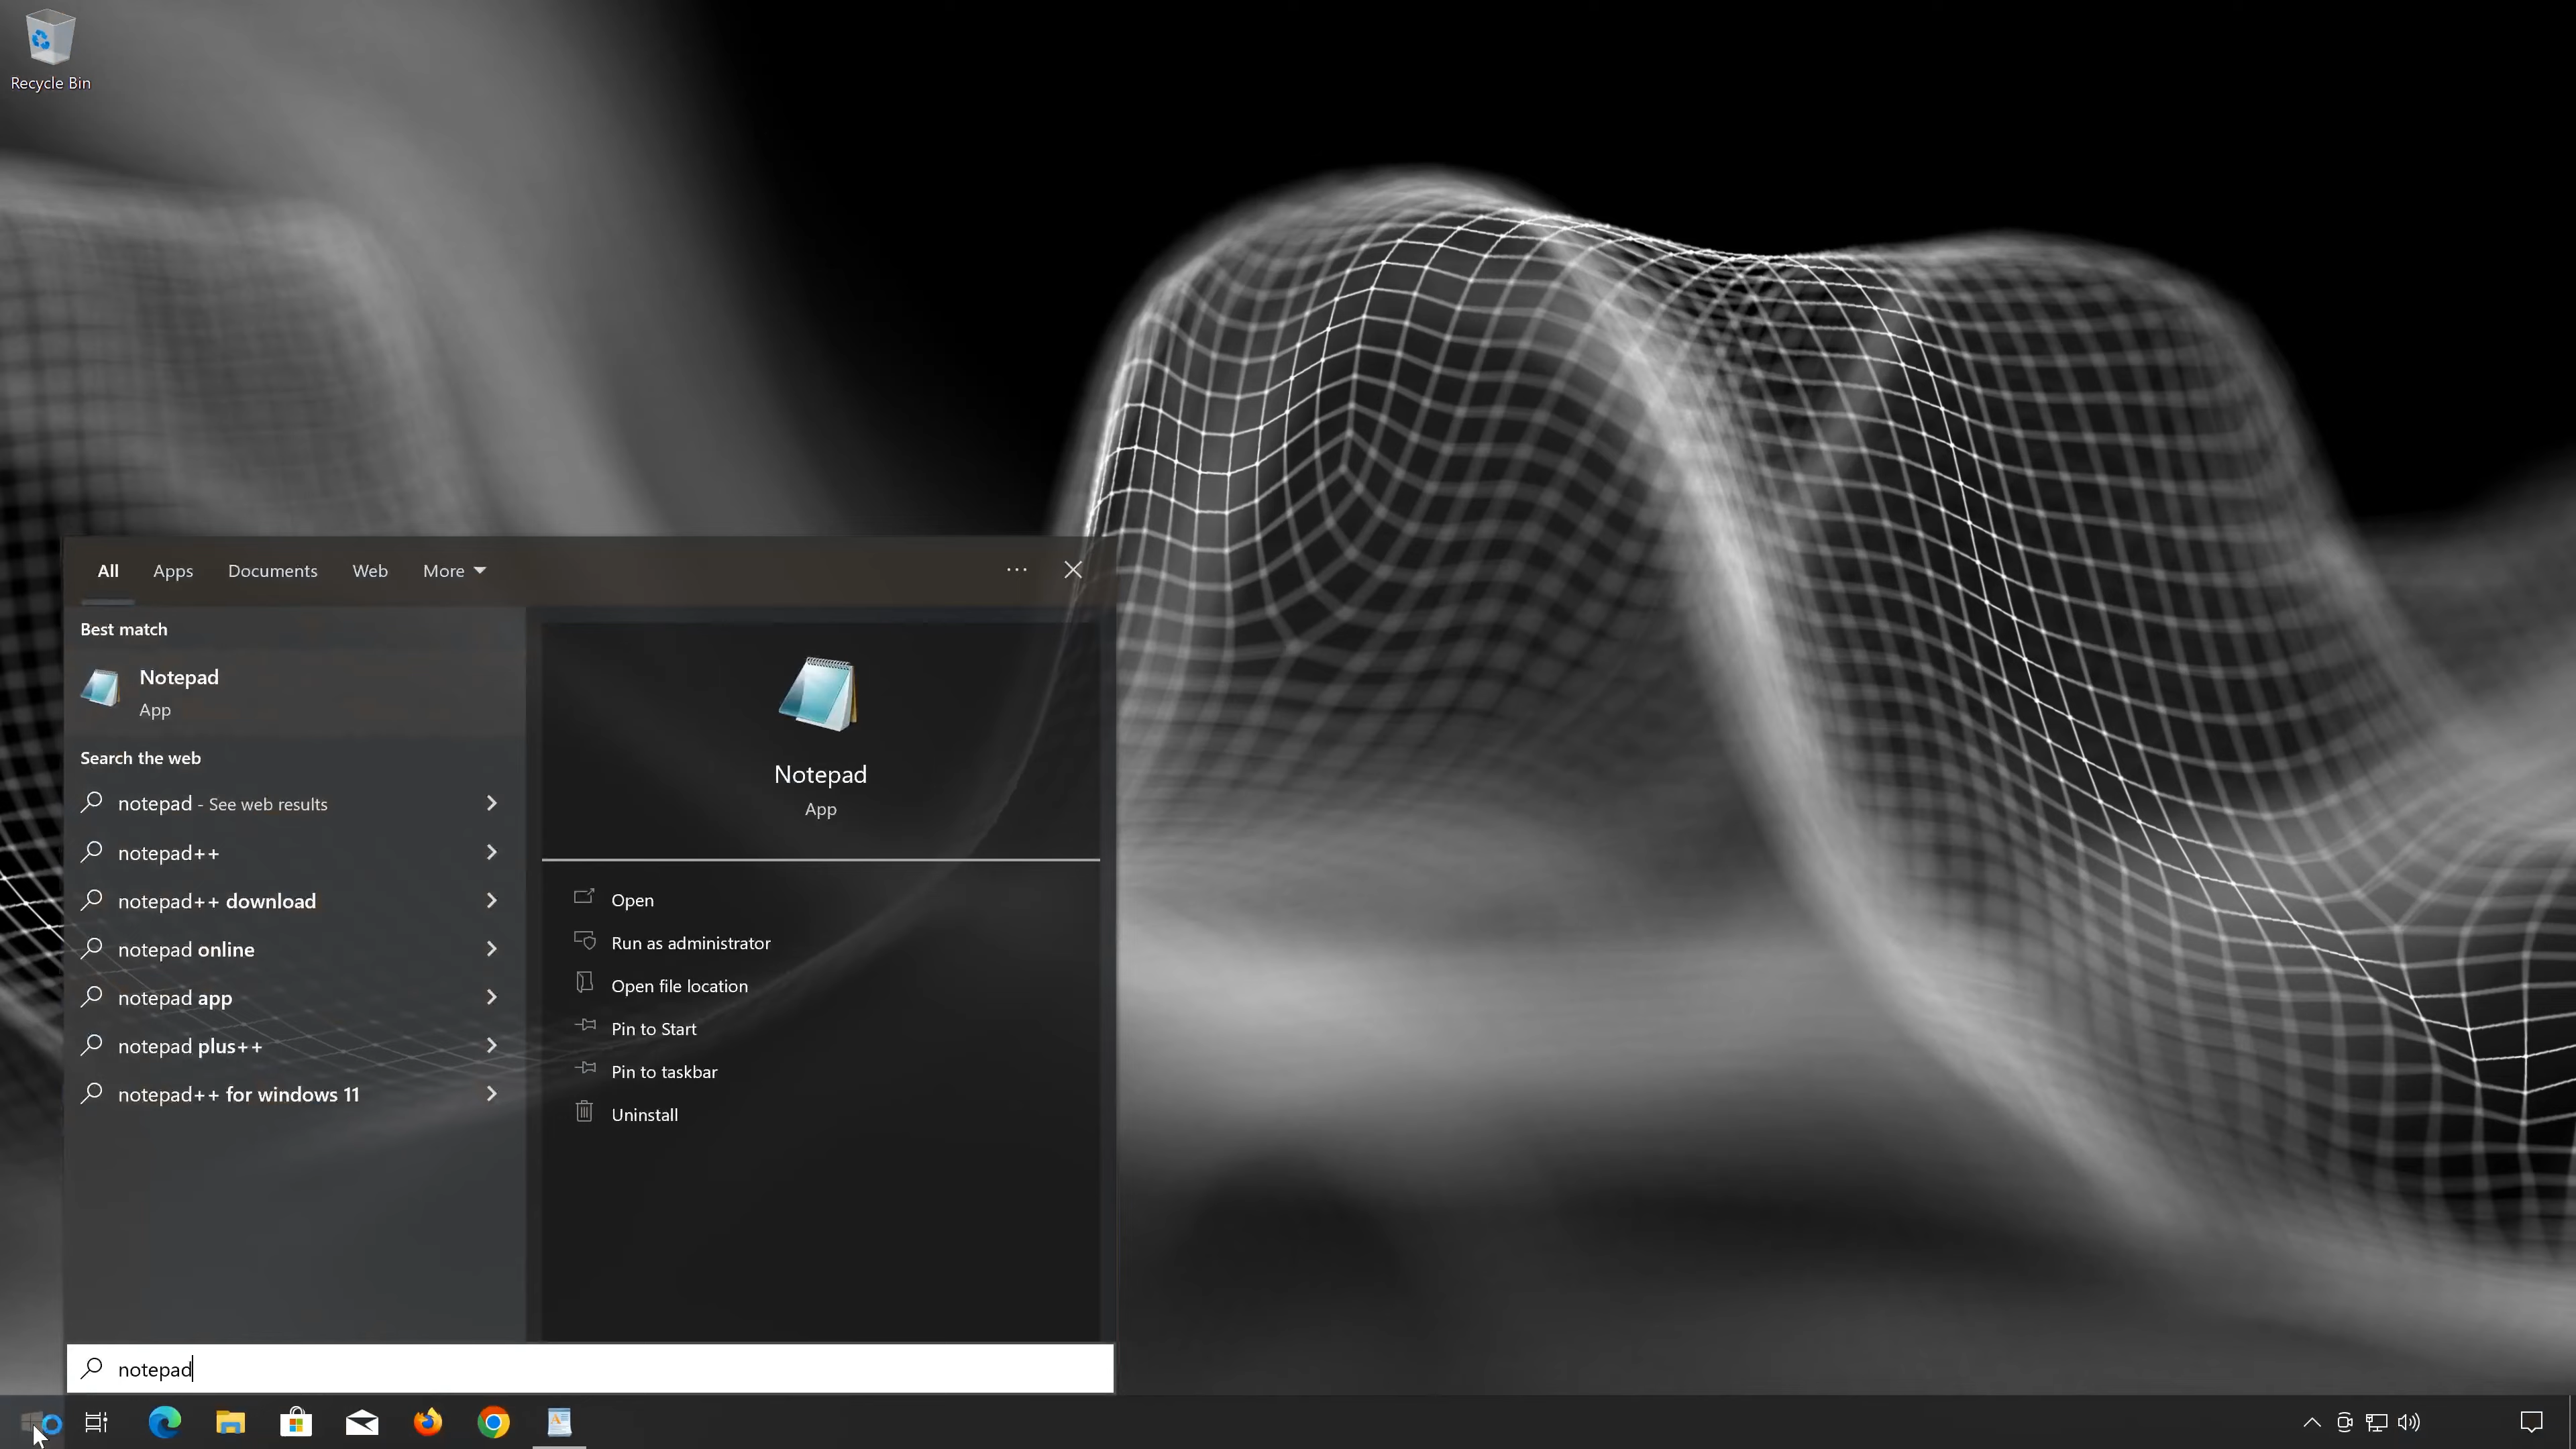 Recycle Bin
All Apps Documents Web More
Best match
Notepad
App
Search the web
notepad - See web results
notepad++
notepad++ download
notepad online
notepad app
notepad plus++
notepad++ for windows 11
Notepad
App
Open
Run as administrator
Open file location
Pin to Start
Pin to taskbar
Uninstall
notepad